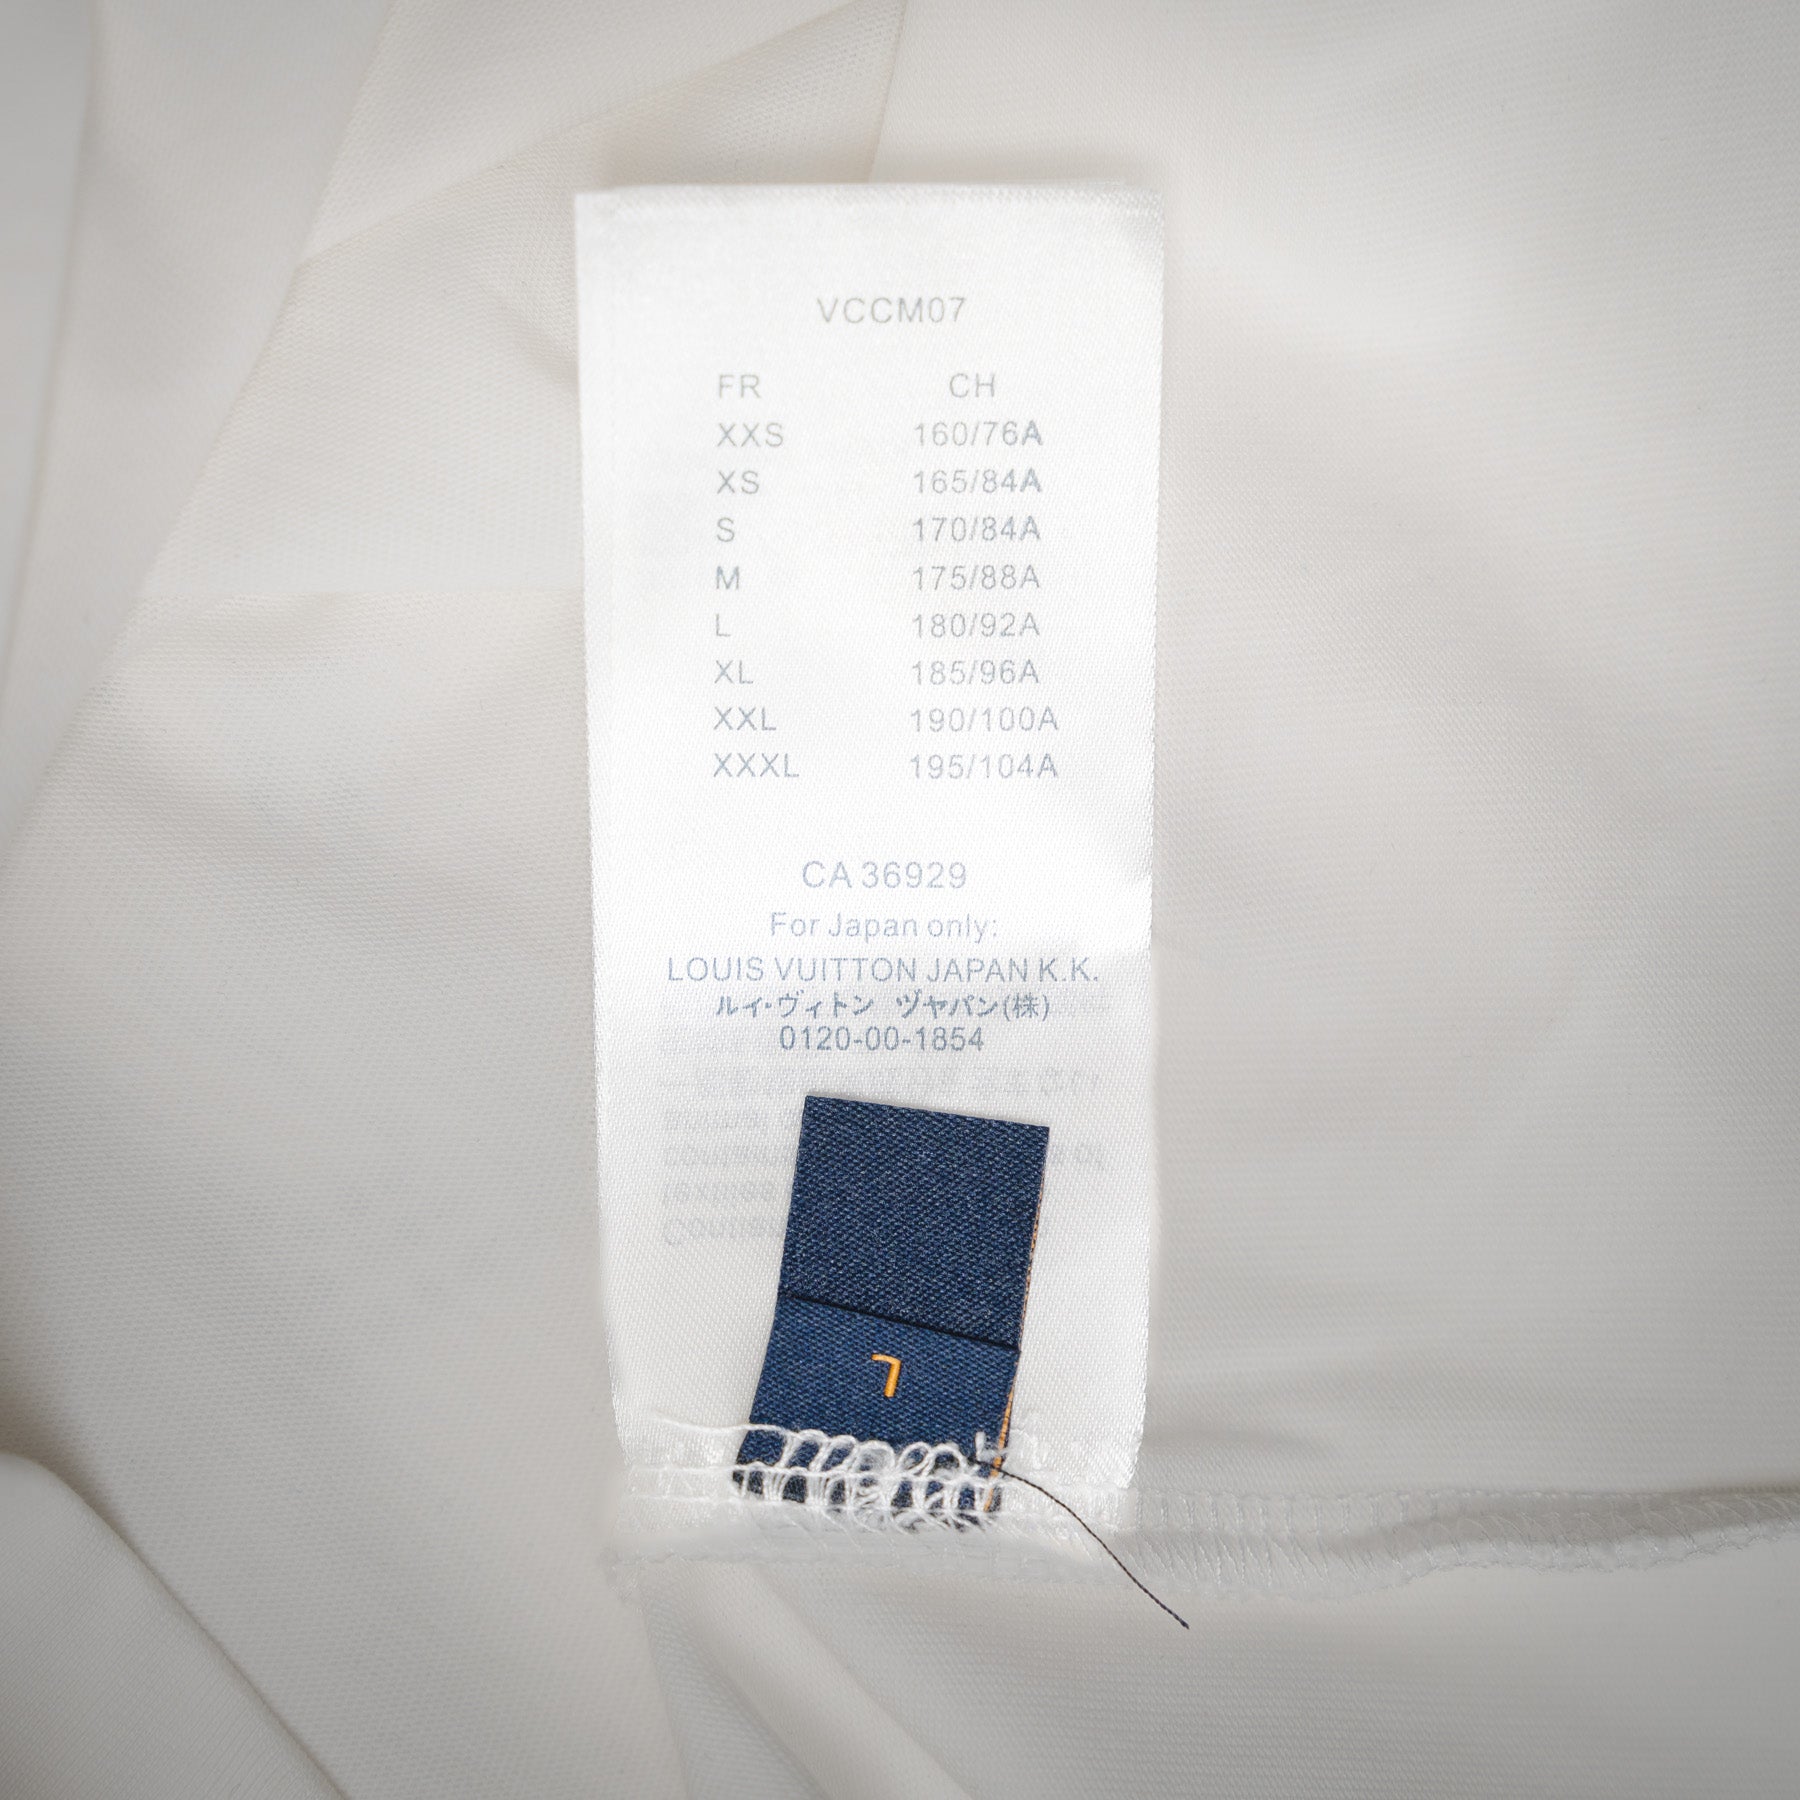 VCCM07
FR CH
XXS 160/76A
XS 165/84A
S 170/84A
M 175/88A
L 180/92A
XL 185/96A
XXL 190/100A
XXXL 195/104A
CA 36929
For Japan only:
LOUIS VUITTON JAPAN K.K.
ルイ・ヴィトン ヅヤパン(株)
0120-00-1854
L